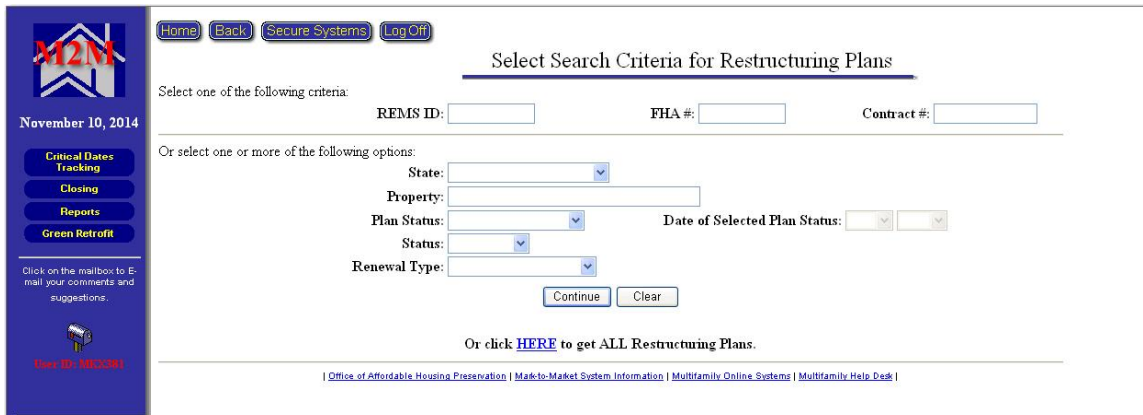 Home Back Secure Systems Log Off
M2M
November 10, 2014
Critical Dates
Tracking
Closing
Reports
Green Retrofit
Click on the mailbox to E-
mail your comments and
suggestions.
User ID: MKX381
Select Search Criteria for Restructuring Plans
Select one of the following criteria:
REMS ID: FHA #: Contract #:
Or select one or more of the following options:
State:
Property:
Plan Status: Date of Selected Plan Status:
Status:
Renewal Type:
Continue Clear
Or click HERE to get ALL Restructuring Plans.
| Office of Affordable Housing Preservation | Mark-to-Market System Information | Multifamily Online Systems | Multifamily Help Desk |